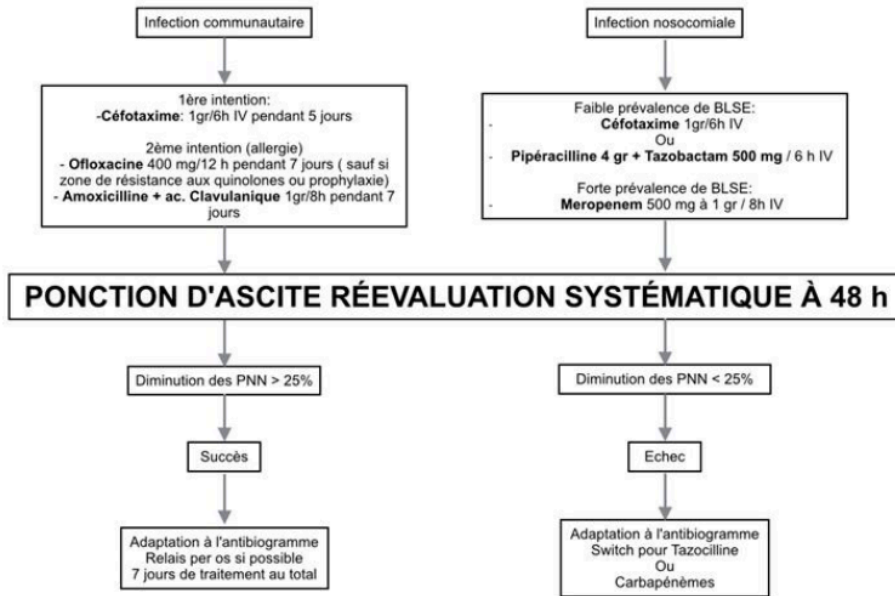 Infection communautaire
Infection nosocomiale
1ère intention:
-Céfotaxime: 1gr/6h IV pendant 5 jours
2ème intention (allergie)
- Ofloxacine 400 mg/12 h pendant 7 jours ( sauf si
zone de résistance aux quinolones ou prophylaxie)
- Amoxicilline + ac. Clavulanique 1gr/8h pendant 7
jours
Faible prévalence de BLSE:
- Céfotaxime 1gr/6h IV
Ou
- Pipéracilline 4 gr + Tazobactam 500 mg / 6 h IV
Forte prévalence de BLSE:
- Meropenem 500 mg à 1 gr / 8h IV
PONCTION D'ASCITE RÉEVALUATION SYSTÉMATIQUE À 48 h
Diminution des PNN > 25%
Diminution des PNN < 25%
Succès
Echec
Adaptation à l'antibiogramme
Relais per os si possible
7 jours de traitement au total
Adaptation à l'antibiogramme
Switch pour Tazocilline
Ou
Carbapénèmes